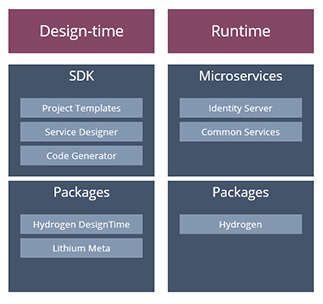 Design-time
Runtime
SDK
Project Templates
Service Designer
Code Generator
Microservices
Identity Server
Common Services
Packages
Hydrogen DesignTime
Lithium Meta
Packages
Hydrogen